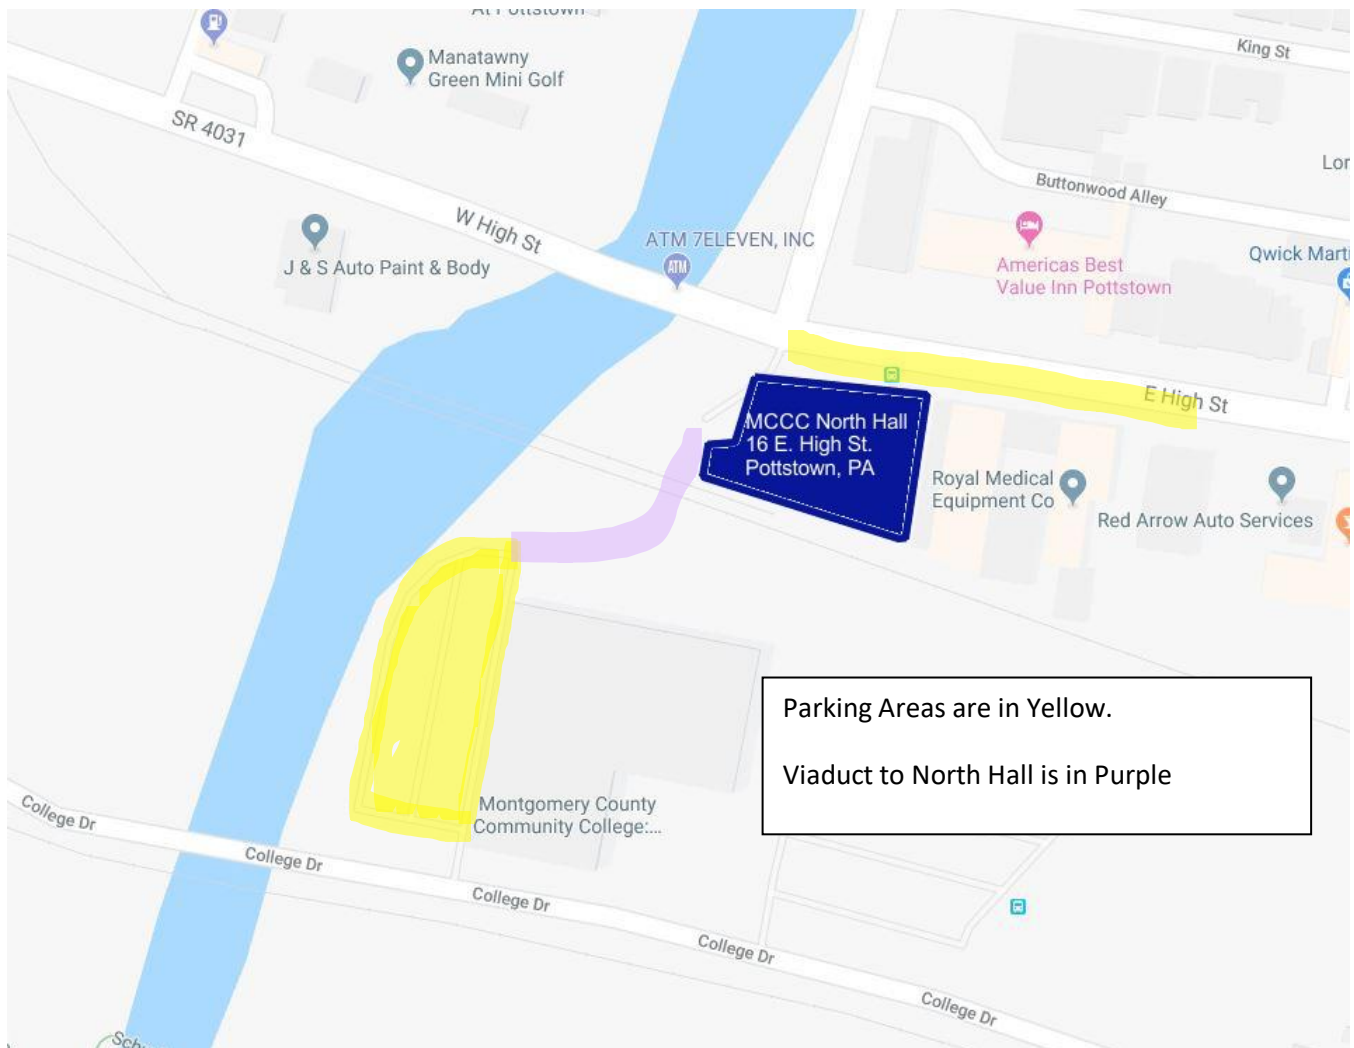 King St
Manatawny
Green Mini Golf
SR 4031
Buttonwood Alley
W High St
ATM 7ELEVEN, INC
ATM
J & S Auto Paint & Body
Americas Best
Value Inn Pottstown
Qwick Marti
E High St
MCCC North Hall
16 E. High St.
Pottstown, PA
Royal Medical
Equipment Co
Red Arrow Auto Services
Parking Areas are in Yellow.
Viaduct to North Hall is in Purple
Montgomery County
Community College:...
College Dr
College Dr
College Dr
College Dr
College Dr